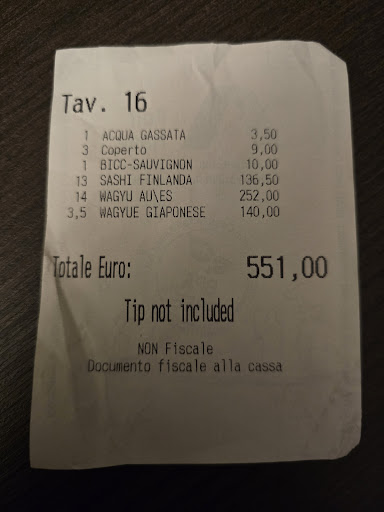 Tav. 16
1 ACQUA GASSATA 3,50
3 Coperto 9,00
1 BICC-SAUVIGNON 10,00
13 SASHI FINLANDA 136,50
14 WAGYU AU\ES 252,00
3,5 WAGYUE GIAPONESE 140,00
Totale Euro: 551,00
Tip not included
NON Fiscale
Documento fiscale alla cassa